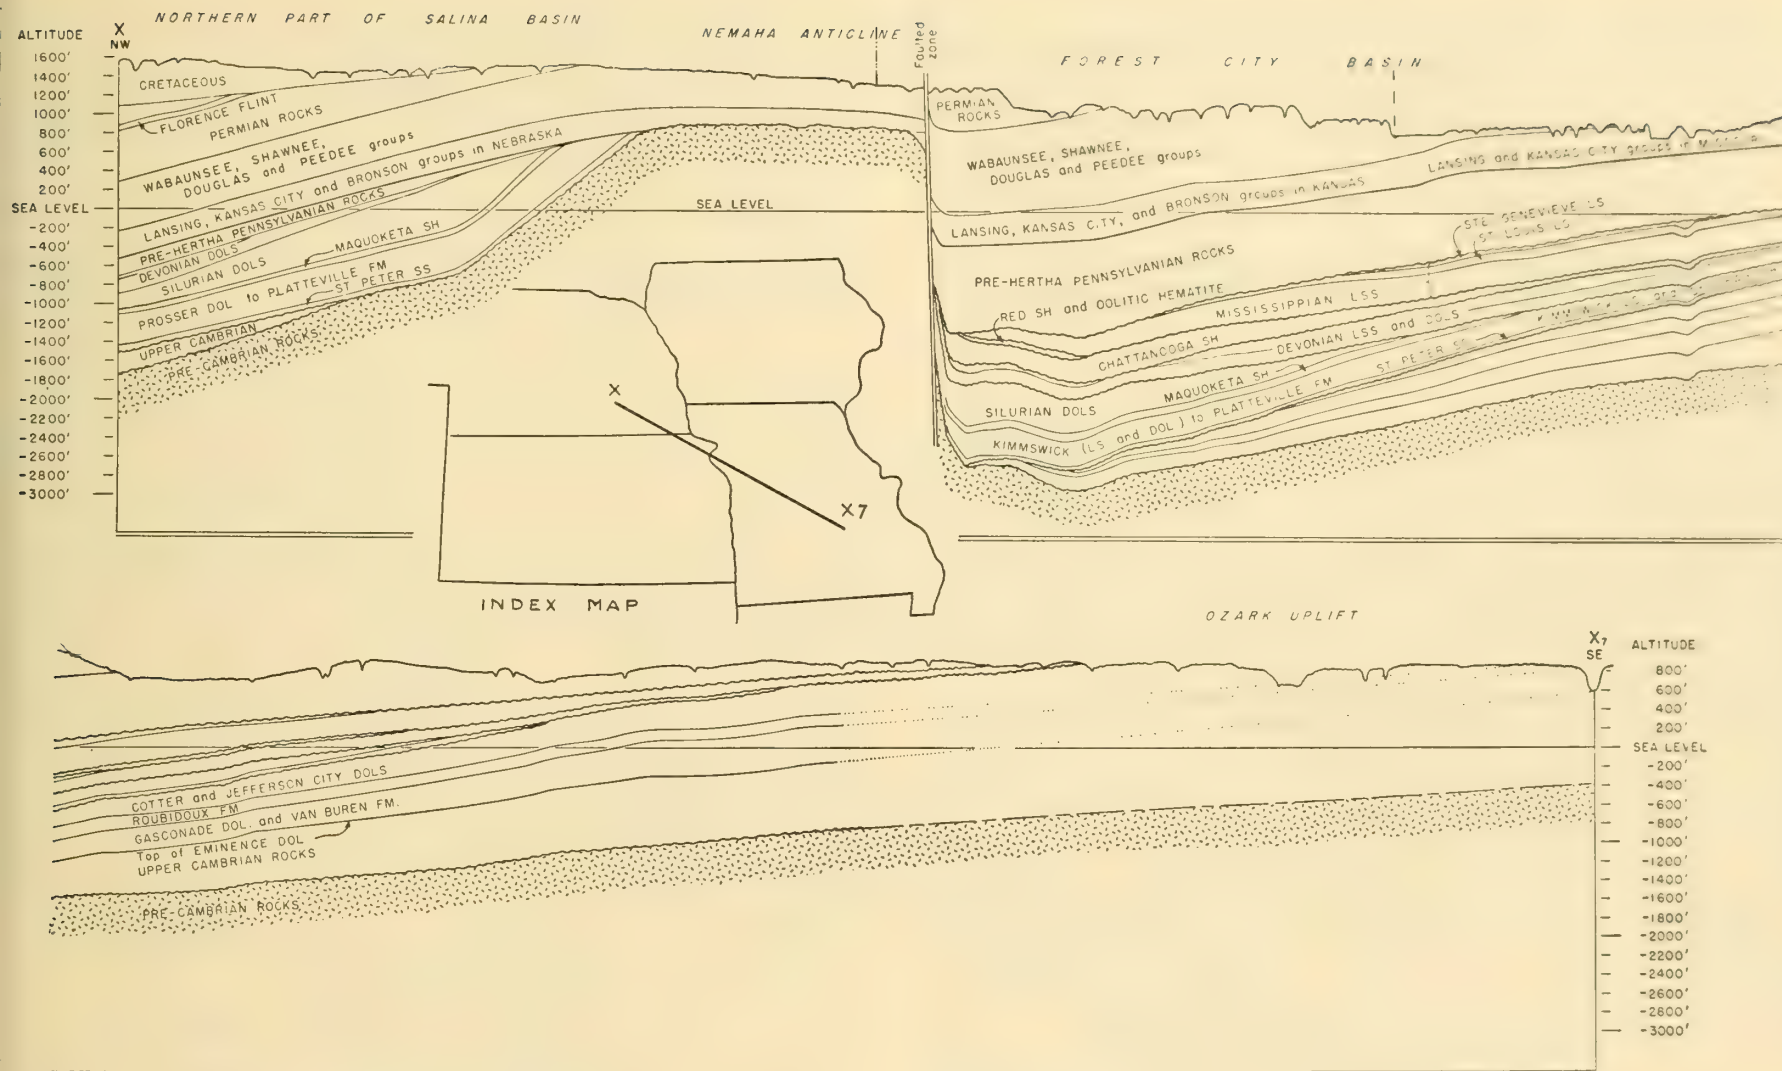 NORTHERN PART OF SALINA BASIN
NEMAHA ANTICLINE
Faulted
zone
FOREST CITY BASIN
ALTITUDE
X
NW
1600'
1400'
1200'
1000'
800'
600'
400'
200'
SEA LEVEL
-200'
-400'
-600'
-800'
-1000'
-1200'
-1400'
-1600'
-1800'
-2000'
-2200'
-2400'
-2600'
-2800'
-3000'
CRETACEOUS
FLORENCE FLINT
PERMIAN ROCKS
WABAUNSEE, SHAWNEE,
DOUGLAS and PEEDEE groups
LANSING, KANSAS CITY and BRONSON groups in NEBRASKA
PRE-HERTHA PENNSYLVANIAN ROCKS
DEVONIAN DOLS
SILURIAN DOLS
MAQUOKETA SH
PROSSER DOL to PLATTEVILLE FM
ST PETER SS
UPPER CAMBRIAN
PRE-CAMBRIAN ROCKS
SEA LEVEL
PERMIAN
ROCKS
WABAUNSEE, SHAWNEE,
DOUGLAS and PEEDEE groups
LANSING and KANSAS CITY groups in
LANSING, KANSAS CITY, and BRONSON groups in KANSAS
STE GENEVIEVE LS
ST LOUIS LS
PRE-HERTHA PENNSYLVANIAN ROCKS
RED SH and OOLITIC HEMATITE
MISSISSIPPIAN LSS
CHATTANOOGA SH
DEVONIAN LSS and DOLS
MAQUOKETA SH
SILURIAN DOLS
KIMMSWICK (LS and DOL) to PLATTEVILLE FM
ST PETER SS
X
X7
INDEX MAP
OZARK UPLIFT
X7
SE
ALTITUDE
800'
600'
400'
200'
SEA LEVEL
-200'
-400'
-600'
-800'
-1000'
-1200'
-1400'
-1600'
-1800'
-2000'
-2200'
-2400'
-2600'
-2800'
-3000'
COTTER and JEFFERSON CITY DOLS
ROUBIDOUX FM
GASCONADE DOL. and VAN BUREN FM.
Top of EMINENCE DOL
UPPER CAMBRIAN ROCKS
PRE-CAMBRIAN ROCKS